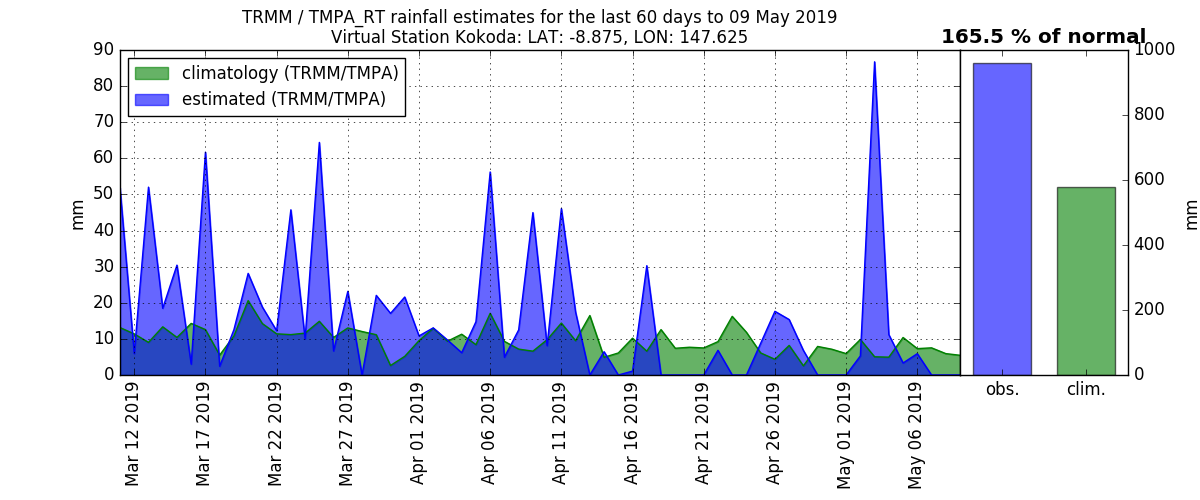 TRMM / TMPA_RT rainfall estimates for the last 60 days to 09 May 2019
Virtual Station Kokoda: LAT: -8.875, LON: 147.625
165.5 % of normal
climatology (TRMM/TMPA)
estimated (TRMM/TMPA)
mm
90
80
70
60
50
40
30
20
10
0
Mar 12 2019
Mar 17 2019
Mar 22 2019
Mar 27 2019
Apr 01 2019
Apr 06 2019
Apr 11 2019
Apr 16 2019
Apr 21 2019
Apr 26 2019
May 01 2019
May 06 2019
obs.
clim.
1000
800
600
400
200
0
mm